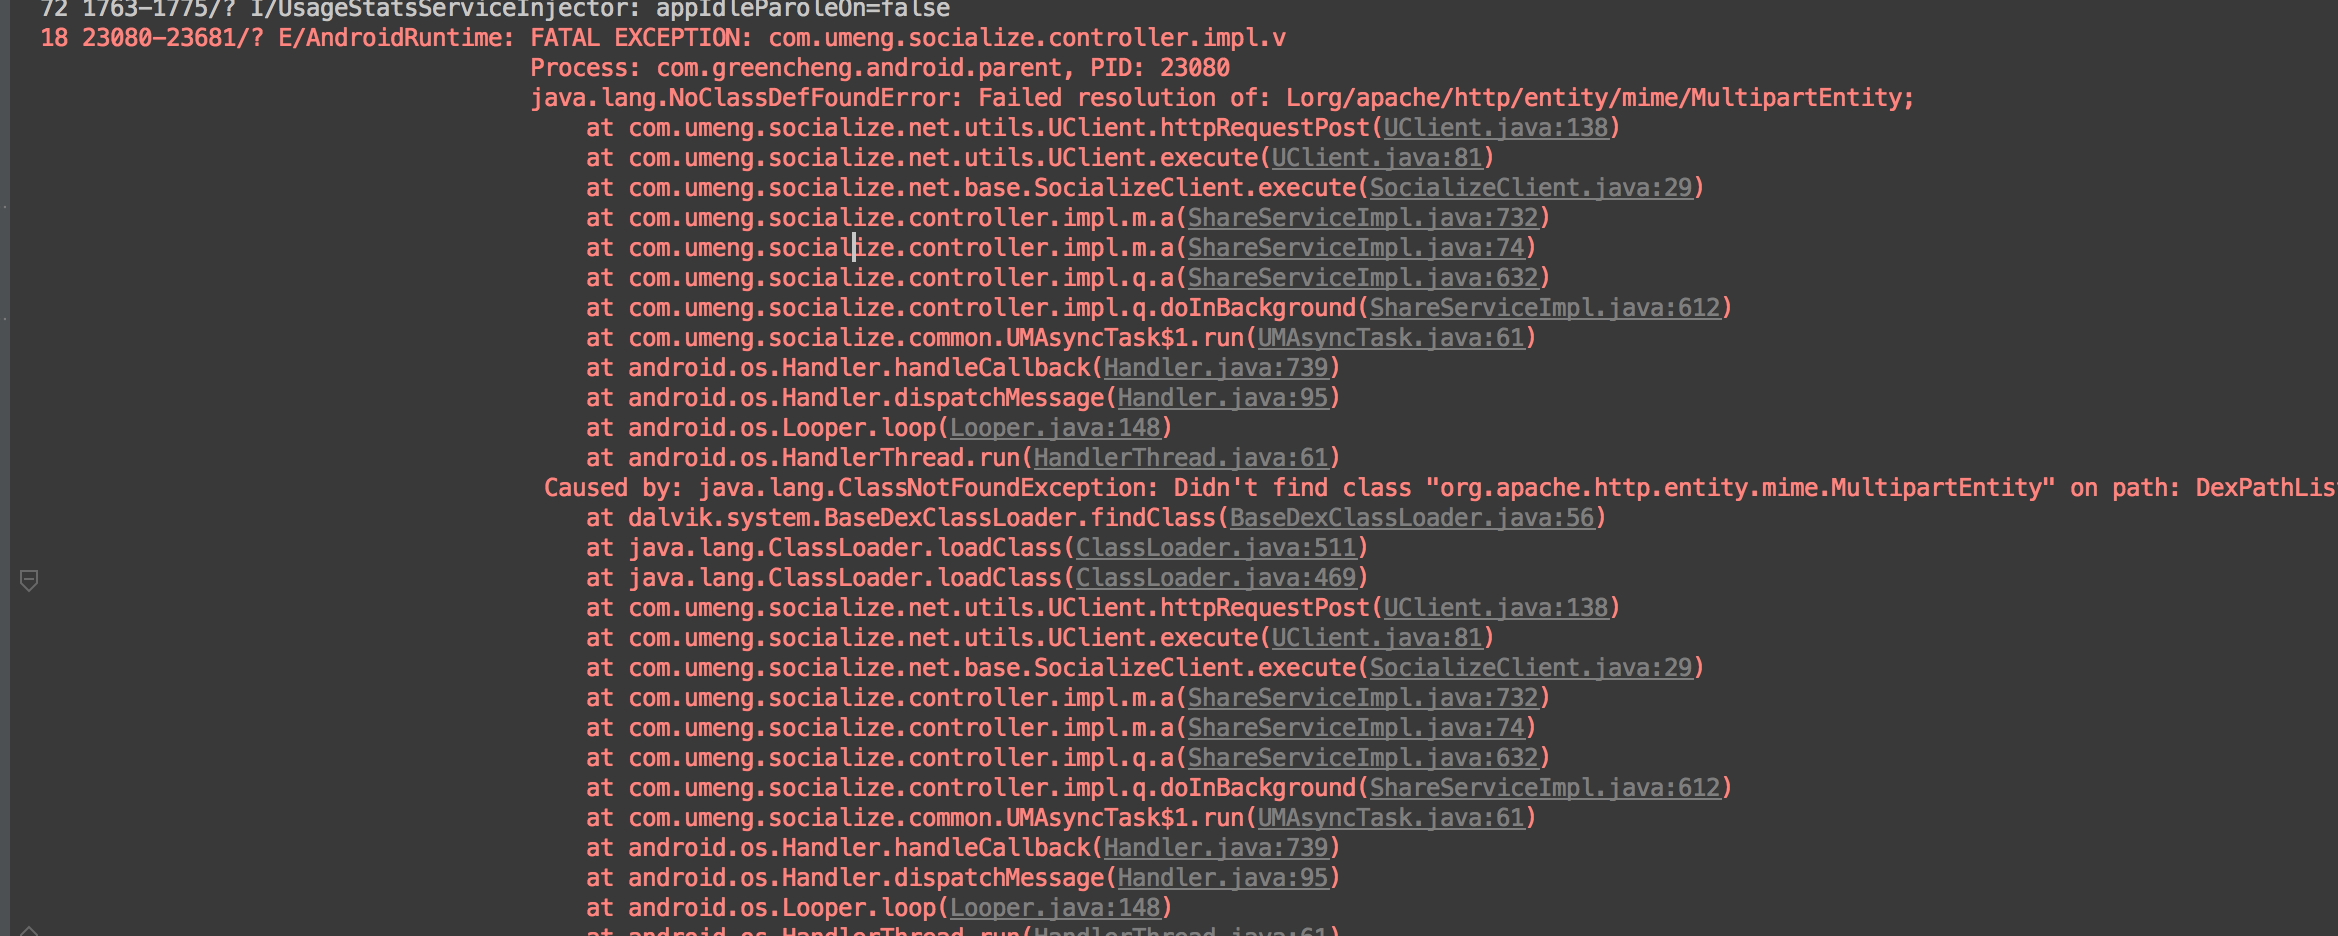 72 1763-1775/? I/UsageStatsServiceInjector: appIdleParoleOn=false
18 23080-23681/? E/AndroidRuntime: FATAL EXCEPTION: com.umeng.socialize.controller.impl.v
Process: com.greencheng.android.parent, PID: 23080
java.lang.NoClassDefFoundError: Failed resolution of: Lorg/apache/http/entity/mime/MultipartEntity;
at com.umeng.socialize.net.utils.UClient.httpRequestPost(UClient.java:138)
at com.umeng.socialize.net.utils.UClient.execute(UClient.java:81)
at com.umeng.socialize.net.base.SocializeClient.execute(SocializeClient.java:29)
at com.umeng.socialize.controller.impl.m.a(ShareServiceImpl.java:732)
at com.umeng.socialize.controller.impl.m.a(ShareServiceImpl.java:74)
at com.umeng.socialize.controller.impl.q.a(ShareServiceImpl.java:632)
at com.umeng.socialize.controller.impl.q.doInBackground(ShareServiceImpl.java:612)
at com.umeng.socialize.common.UMAsyncTask$1.run(UMAsyncTask.java:61)
at android.os.Handler.handleCallback(Handler.java:739)
at android.os.Handler.dispatchMessage(Handler.java:95)
at android.os.Looper.loop(Looper.java:148)
at android.os.HandlerThread.run(HandlerThread.java:61)
Caused by: java.lang.ClassNotFoundException: Didn't find class "org.apache.http.entity.mime.MultipartEntity" on path: DexPathLis
at dalvik.system.BaseDexClassLoader.findClass(BaseDexClassLoader.java:56)
at java.lang.ClassLoader.loadClass(ClassLoader.java:511)
at java.lang.ClassLoader.loadClass(ClassLoader.java:469)
at com.umeng.socialize.net.utils.UClient.httpRequestPost(UClient.java:138)
at com.umeng.socialize.net.utils.UClient.execute(UClient.java:81)
at com.umeng.socialize.net.base.SocializeClient.execute(SocializeClient.java:29)
at com.umeng.socialize.controller.impl.m.a(ShareServiceImpl.java:732)
at com.umeng.socialize.controller.impl.m.a(ShareServiceImpl.java:74)
at com.umeng.socialize.controller.impl.q.a(ShareServiceImpl.java:632)
at com.umeng.socialize.controller.impl.q.doInBackground(ShareServiceImpl.java:612)
at com.umeng.socialize.common.UMAsyncTask$1.run(UMAsyncTask.java:61)
at android.os.Handler.handleCallback(Handler.java:739)
at android.os.Handler.dispatchMessage(Handler.java:95)
at android.os.Looper.loop(Looper.java:148)
at android.os.HandlerThread.run(HandlerThread.java:61)